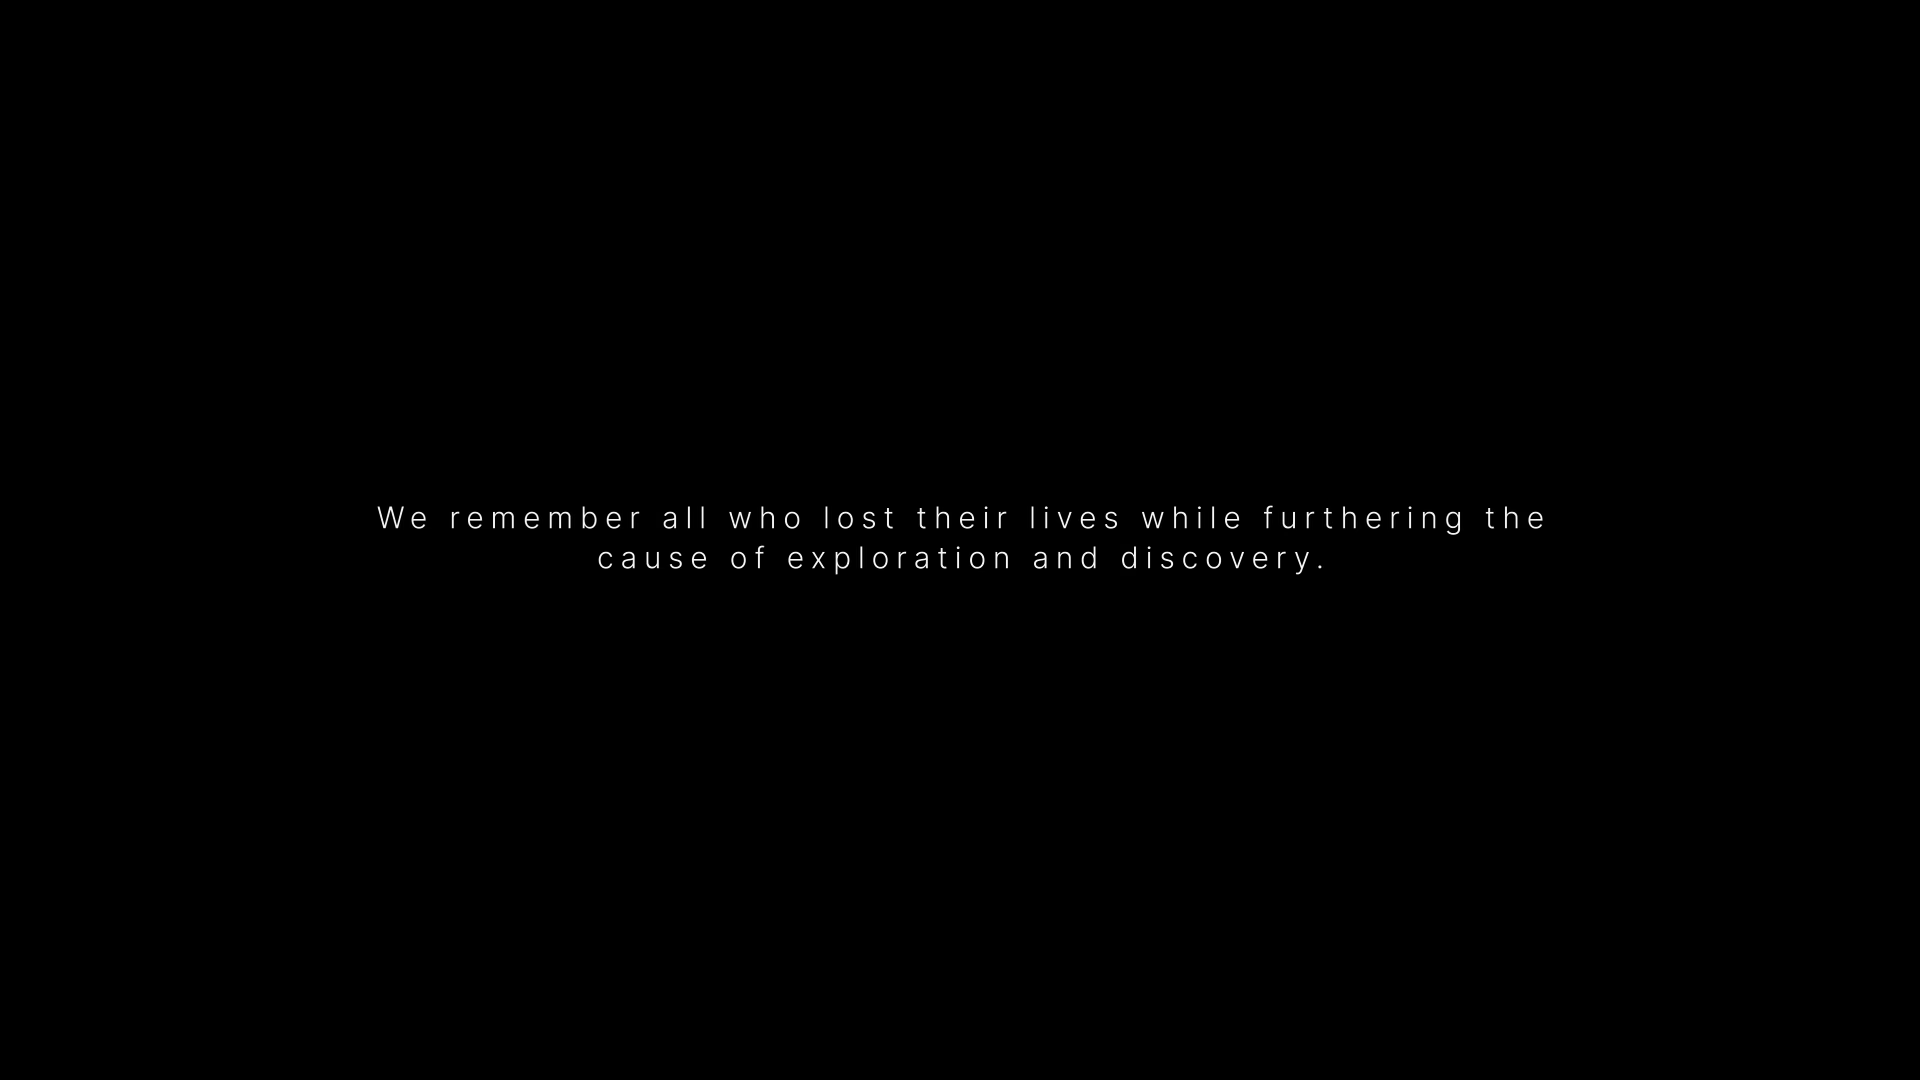 We remember all who lost their lives while furthering the
cause of exploration and discovery.